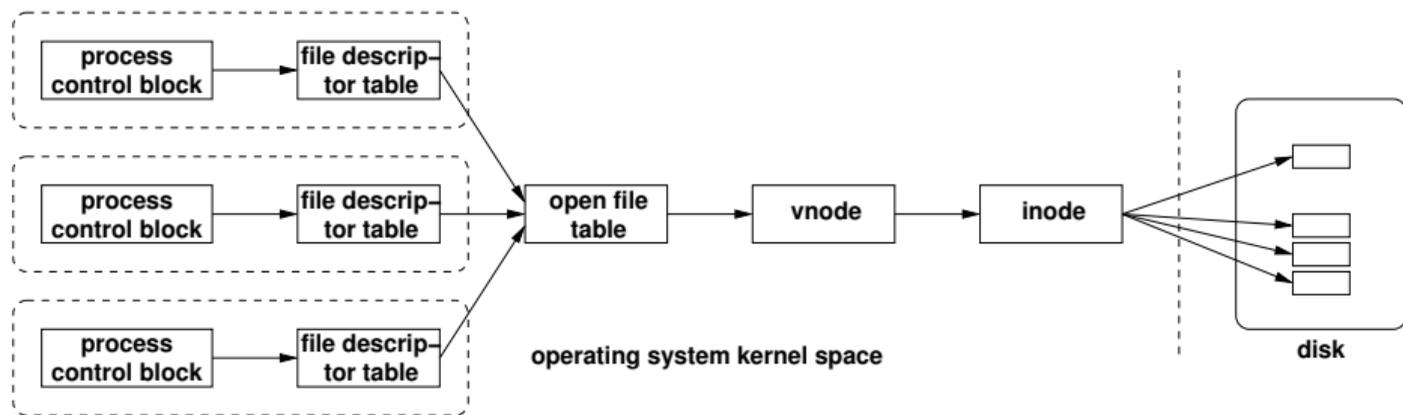 process
control block
file descrip–
tor table
process
control block
file descrip–
tor table
open file
table
vnode
inode
process
control block
file descrip–
tor table
operating system kernel space
disk